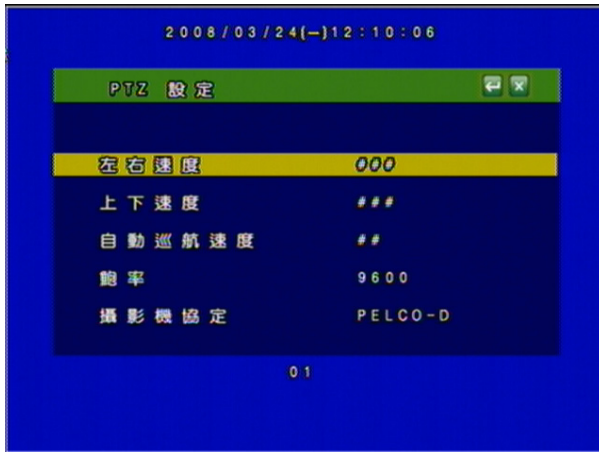 2008/03/24(一)12:10:06
PTZ 設定
左右速度 ###
上下速度 ###
自動巡航速度 ##
鮑率 9600
攝影機協定 PELCO-D
01